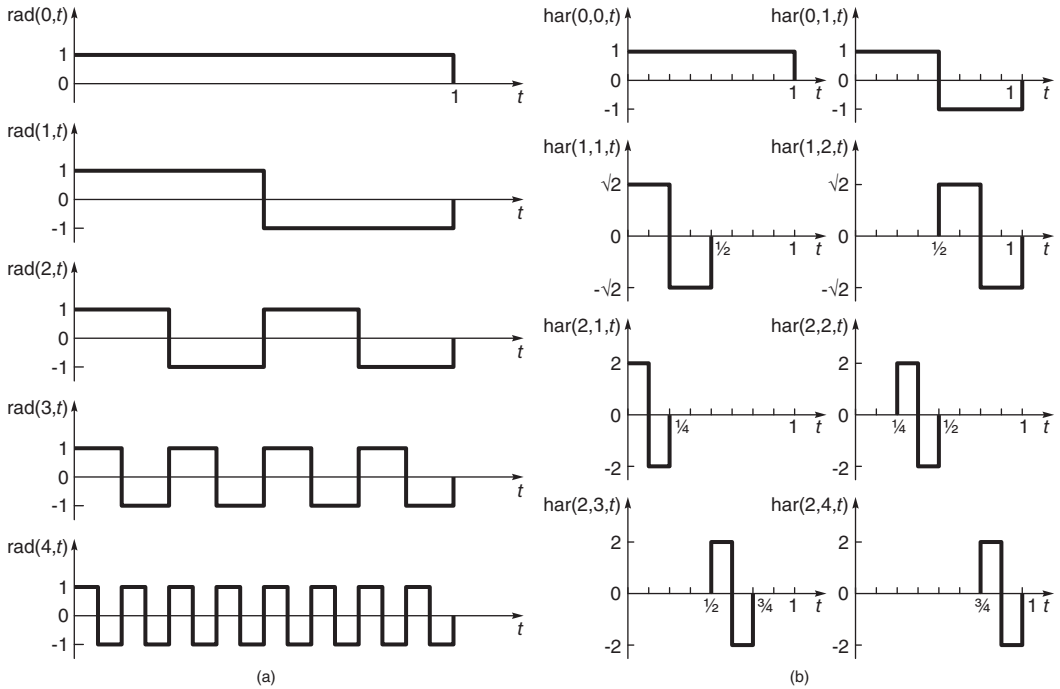 rad(0,t)
1
0
1
t
rad(1,t)
1
0
-1
t
rad(2,t)
1
0
-1
t
rad(3,t)
1
0
-1
t
rad(4,t)
1
0
-1
t
(a)
har(0,0,t)
1
0
-1
1
t
har(0,1,t)
1
0
-1
1
t
har(1,1,t)
√2
0
-√2
½
1
t
har(1,2,t)
√2
0
-√2
½
1
t
har(2,1,t)
2
0
-2
¼
1
t
har(2,2,t)
2
0
-2
¼
½
1
t
har(2,3,t)
2
0
-2
½
¾
1
t
har(2,4,t)
2
0
-2
¾
1
t
(b)